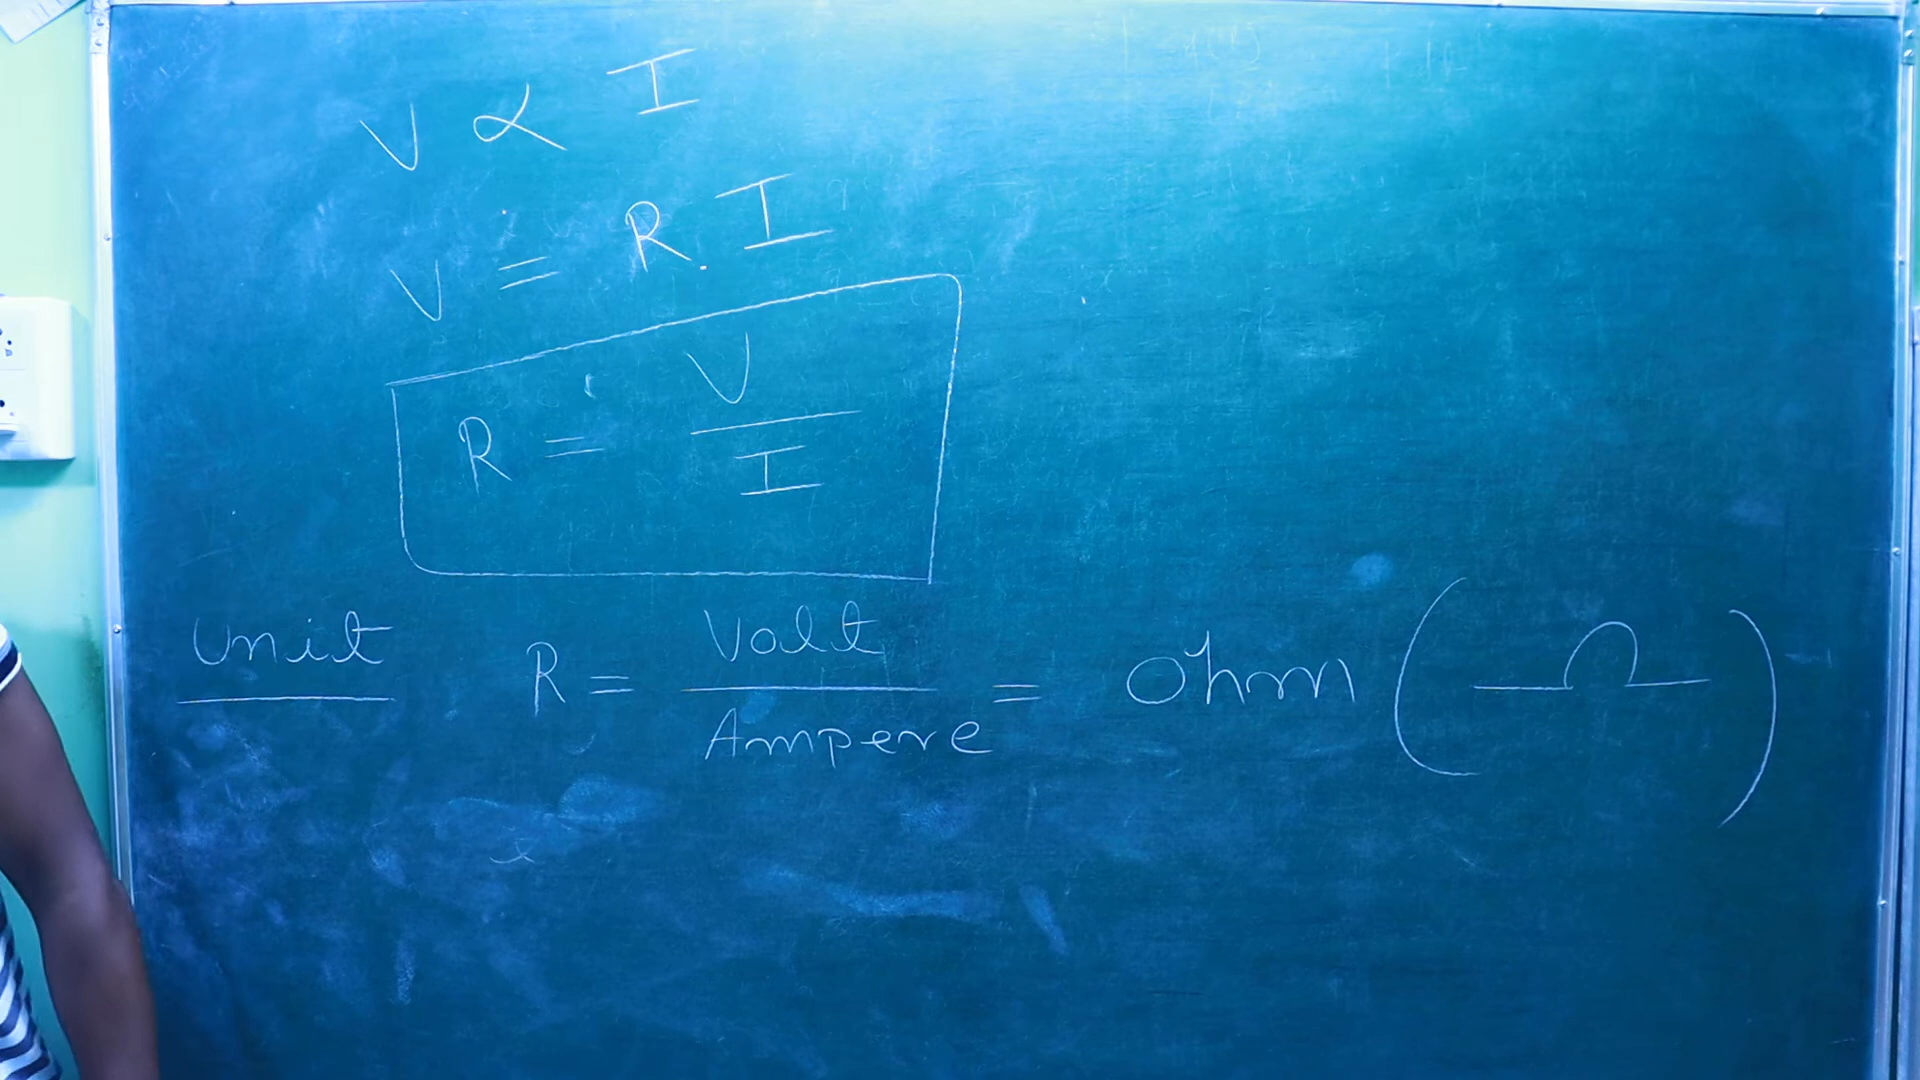 V ∝ I
V = R. I
R = V / I
Unit R = Volt / Ampere = Ohm (Ω)